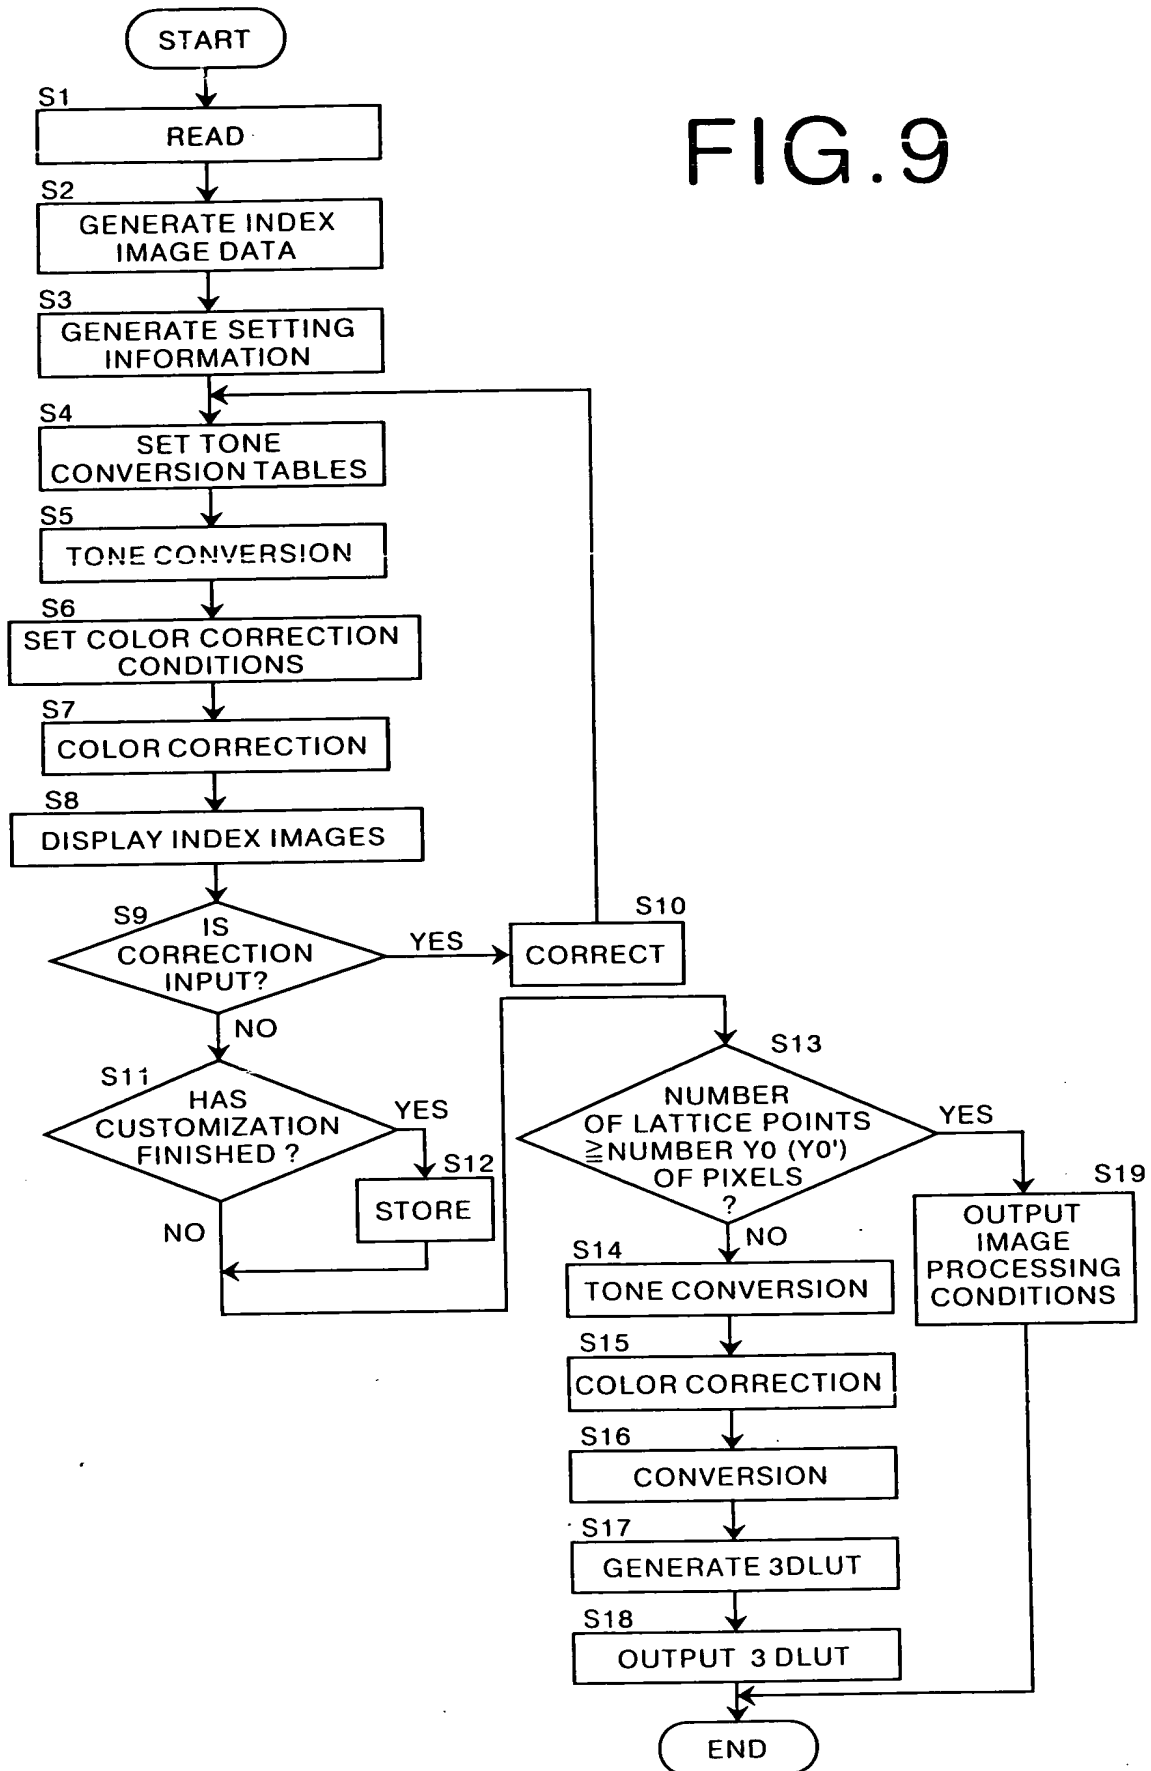 START
FIG.9
S1
READ
S2
GENERATE INDEX
IMAGE DATA
S3
GENERATE SETTING
INFORMATION
S4
SET TONE
CONVERSION TABLES
S5
TONE CONVERSION
S6
SET COLOR CORRECTION
CONDITIONS
S7
COLOR CORRECTION
S8
DISPLAY INDEX IMAGES
S9
IS
CORRECTION
INPUT?
YES
S10
CORRECT
NO
S11
HAS
CUSTOMIZATION
FINISHED ?
YES
S12
STORE
NO
S13
NUMBER
OF LATTICE POINTS
≧NUMBER Y0 (Y0')
OF PIXELS
?
YES
S19
OUTPUT
IMAGE
PROCESSING
CONDITIONS
NO
S14
TONE CONVERSION
S15
COLOR CORRECTION
S16
CONVERSION
S17
GENERATE 3DLUT
S18
OUTPUT 3 DLUT
END